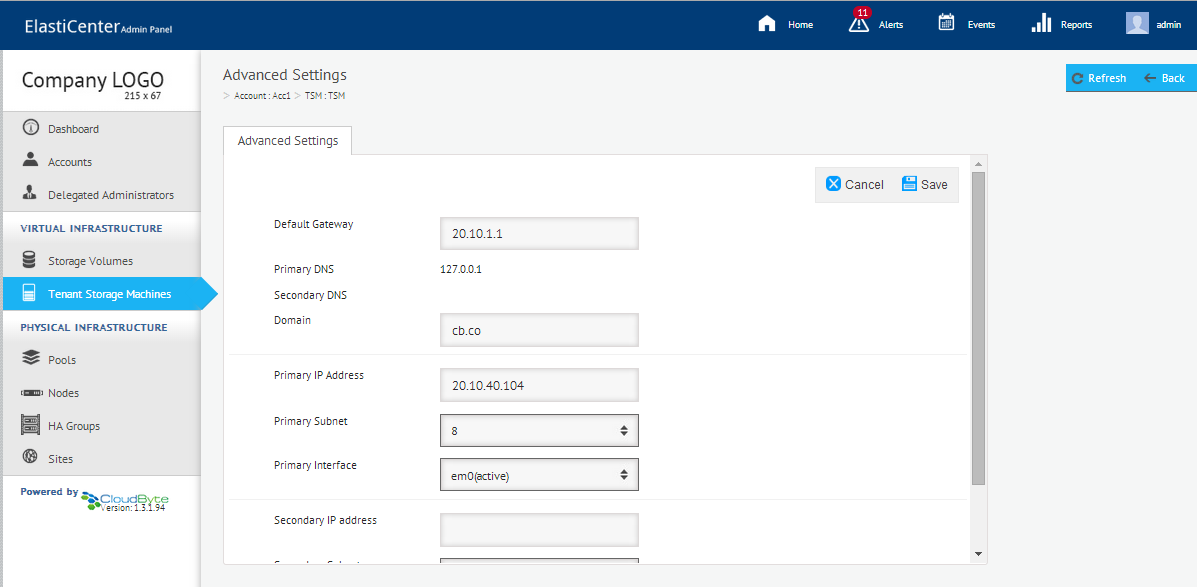 ElastiCenter Admin Panel
Home
11
Alerts
Events
Reports
admin
Company LOGO
215 x 67
Advanced Settings
> Account : Acc1 > TSM : TSM
Refresh
Back
Dashboard
Accounts
Delegated Administrators
VIRTUAL INFRASTRUCTURE
Storage Volumes
Tenant Storage Machines
PHYSICAL INFRASTRUCTURE
Pools
Nodes
HA Groups
Sites
Powered by CloudByte
Version: 1.3.1.94
Advanced Settings
Cancel
Save
Default Gateway
20.10.1.1
Primary DNS
127.0.0.1
Secondary DNS
Domain
cb.co
Primary IP Address
20.10.40.104
Primary Subnet
8
Primary Interface
em0(active)
Secondary IP address